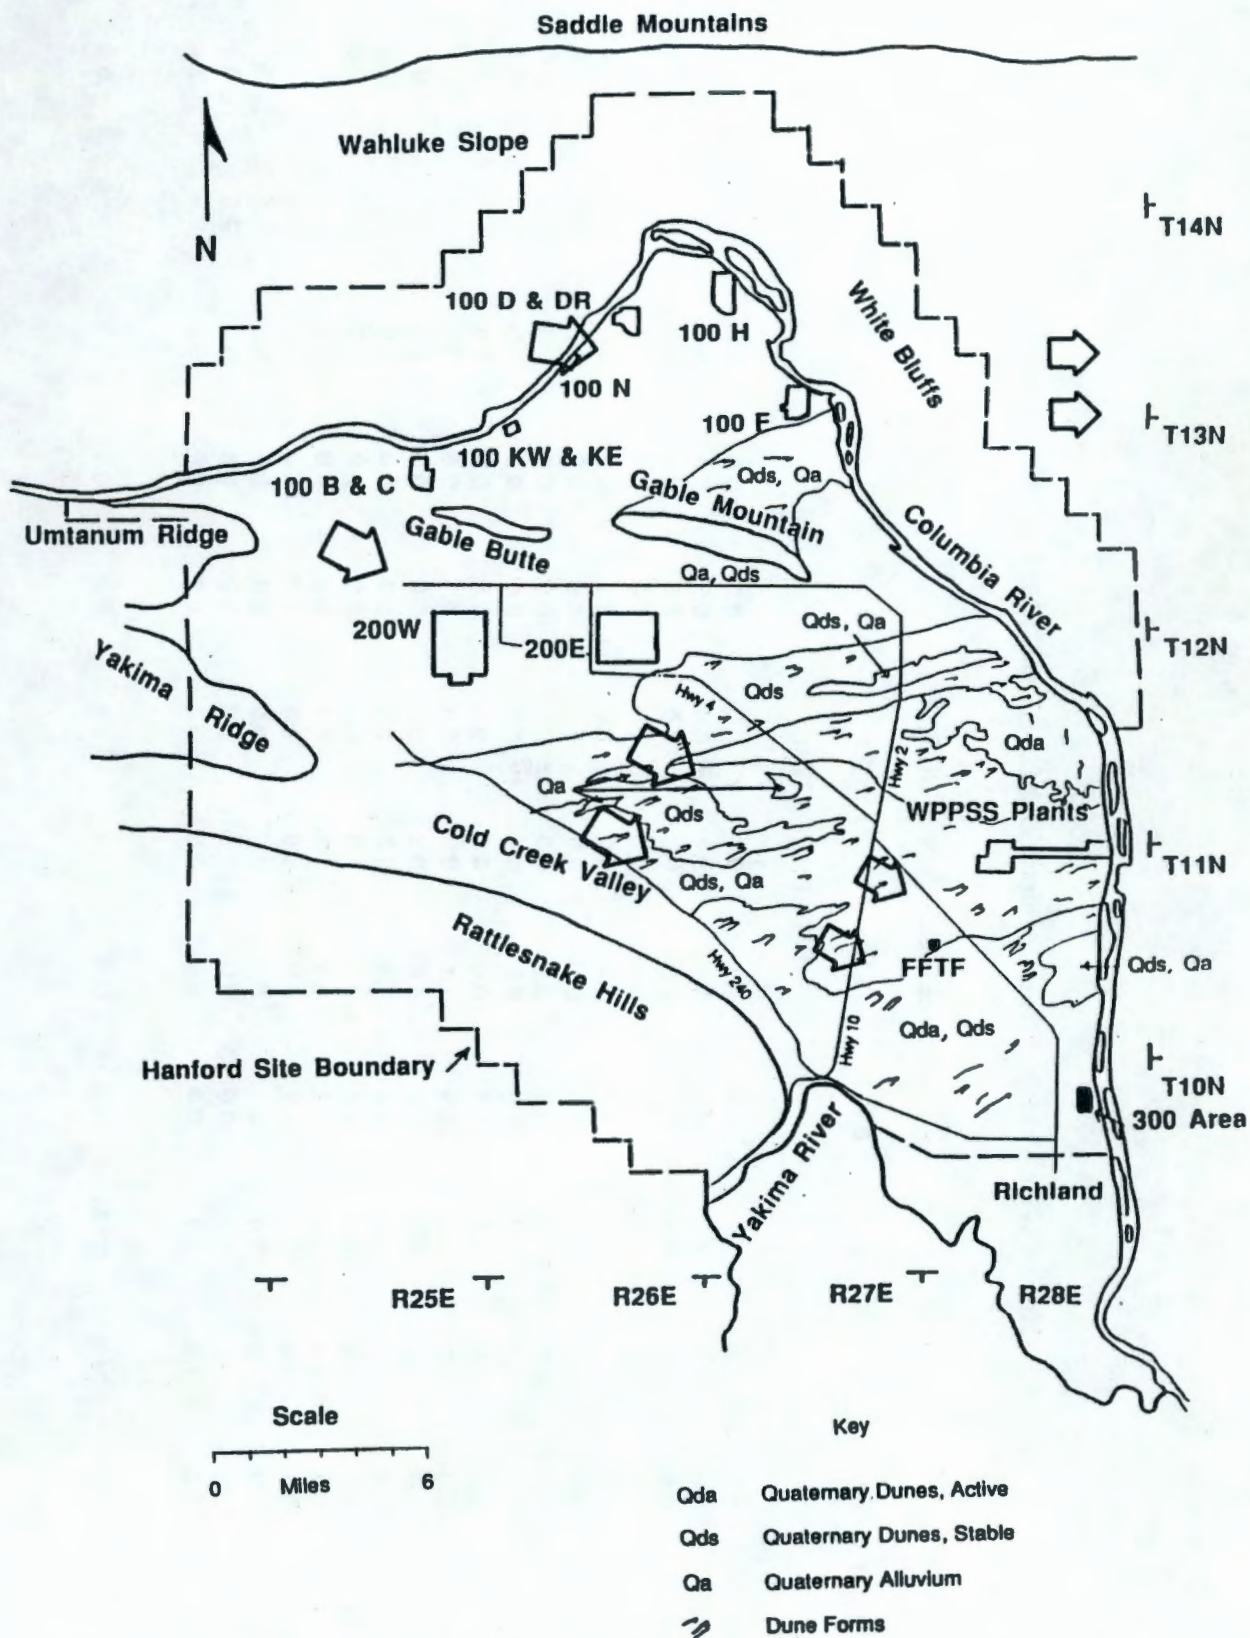 Saddle Mountains
Wahluke Slope
T14N
N
White Bluffs
100 D & DR
100 H
100 N
T13N
100 F
100 KW & KE
100 B & C
Qds, Qa
Gable Mountain
Columbia River
Umtanum Ridge
Gable Butte
Qa, Qds
200W
200E
Qds, Qa
T12N
Yakima Ridge
Qds
Hwy 4
Hwy 2
Qda
Qa
Qds
WPPSS Plants
Cold Creek Valley
T11N
Qds, Qa
Rattlesnake Hills
Hwy 240
FFTF
Qds, Qa
Qda, Qds
Hwy 10
Hanford Site Boundary
T10N
300 Area
Yakima River
Richland
R25E
R26E
R27E
R28E
Scale
0 Miles 6
Key
Qda Quaternary Dunes, Active
Qds Quaternary Dunes, Stable
Qa Quaternary Alluvium
Dune Forms